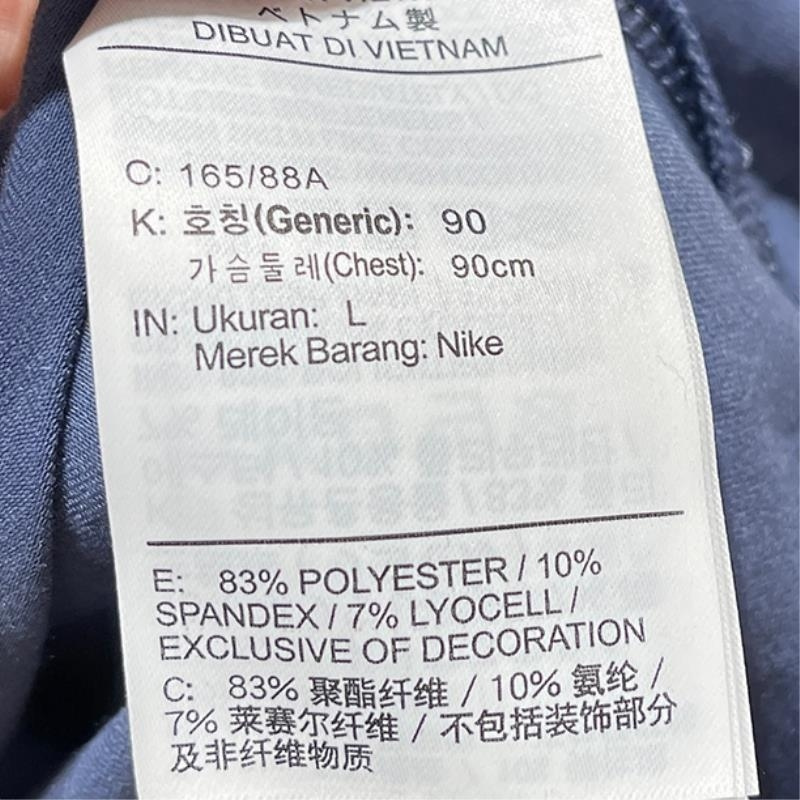 ベトナム製
DIBUAT DI VIETNAM
C: 165/88A
K: 호칭(Generic): 90
가슴둘레(Chest): 90cm
IN: Ukuran: L
Merek Barang: Nike
E: 83% POLYESTER / 10%
SPANDEX / 7% LYOCELL /
EXCLUSIVE OF DECORATION
C: 83% 聚酯纤维 / 10% 氨纶 /
7% 莱赛尔纤维 / 不包括装饰部分
及非纤维物质